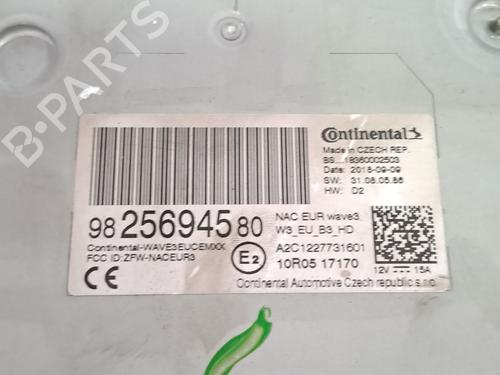 B-PARTS
Continental
Made in CZECH REP.
BS...18360002503
Date: 2018-09-09
SW: 31.08.05.86
HW: D2
98 256945 80
NAC EUR wave3
W3_EU_B3_HD
Continental-WAVE3EUCEMXX
FCC ID:ZFW-NACEUR3
A2C1227731601
CE
E2
10R05 17170
12V 15A
Continental Automotive Czech republic s.r.o.